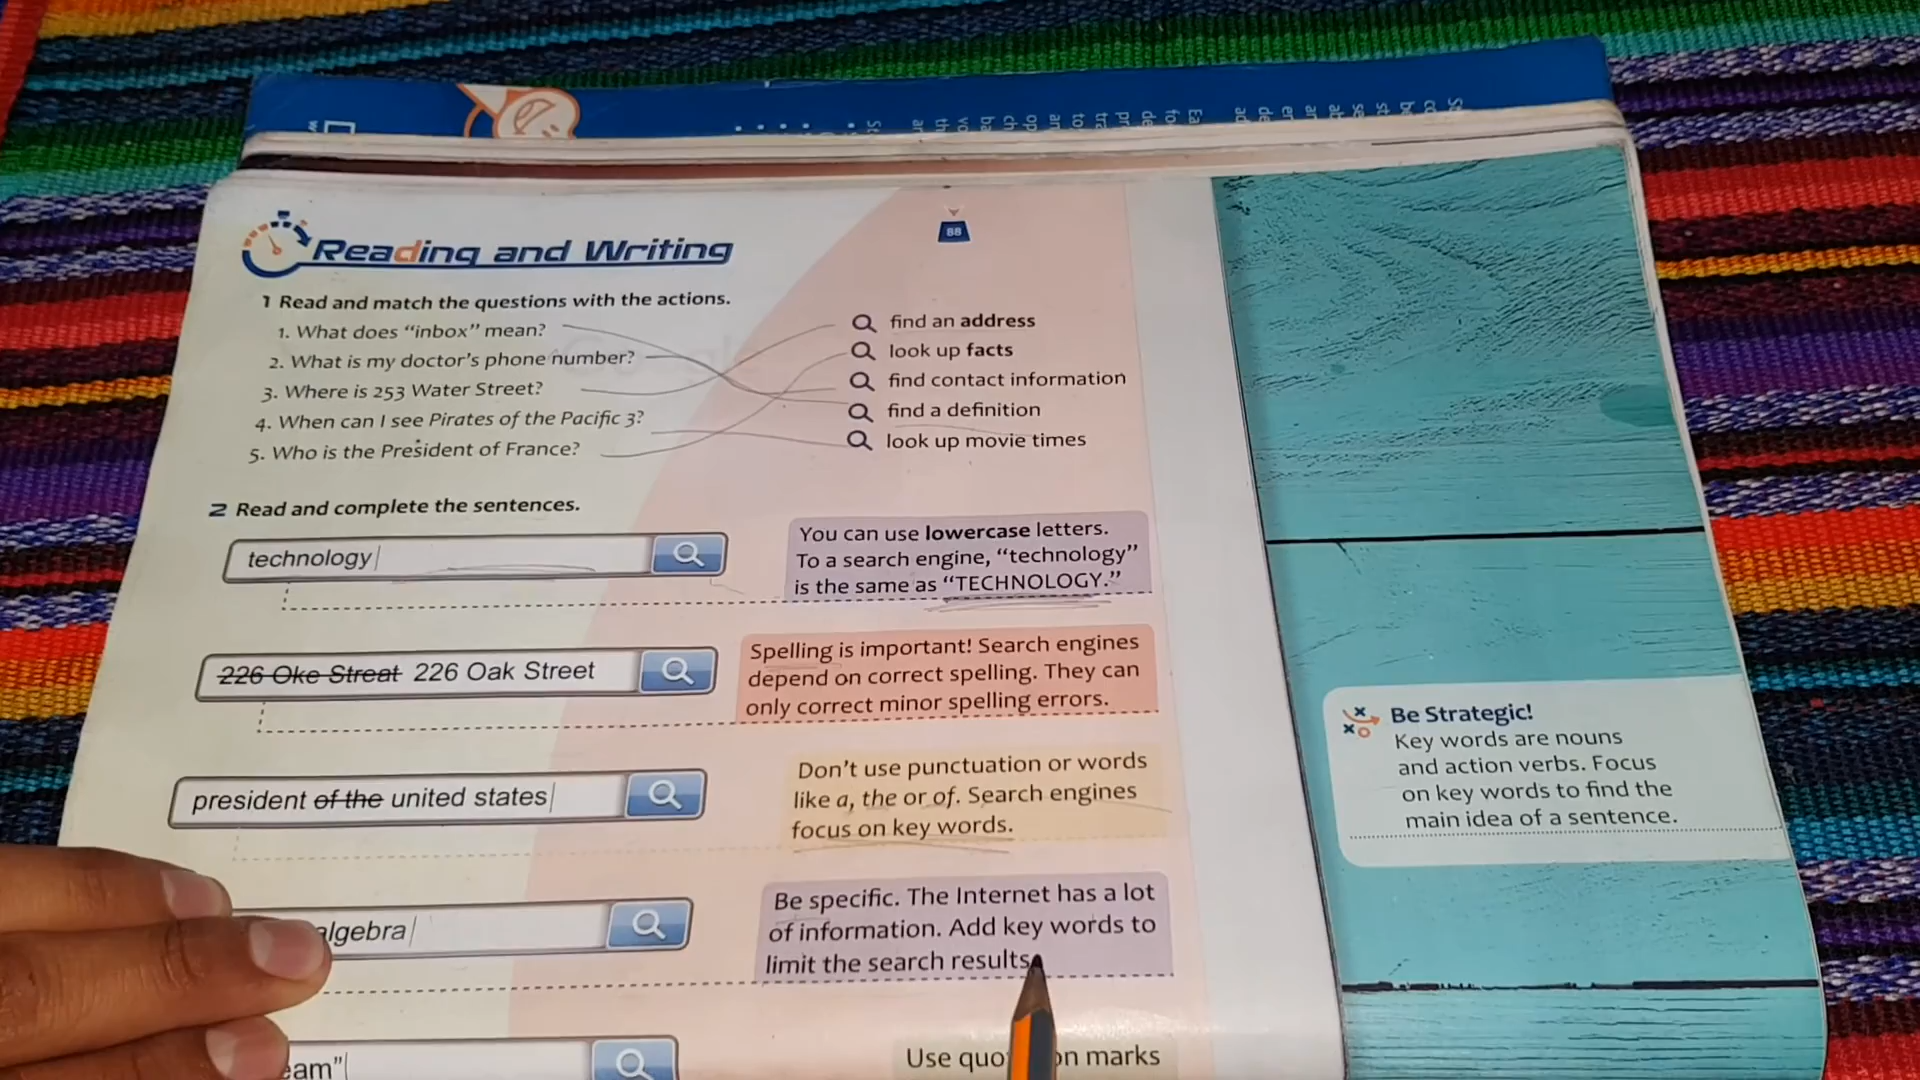 88
Reading and Writing
1 Read and match the questions with the actions.
1. What does “inbox” mean?
2. What is my doctor’s phone number?
3. Where is 253 Water Street?
4. When can I see Pirates of the Pacific 3?
5. Who is the President of France?
find an address
look up facts
find contact information
find a definition
look up movie times
2 Read and complete the sentences.
technology
You can use lowercase letters.
To a search engine, “technology”
is the same as “TECHNOLOGY.”
226 Oke Streat 226 Oak Street
Spelling is important! Search engines
depend on correct spelling. They can
only correct minor spelling errors.
president of the united states
Don’t use punctuation or words
like a, the or of. Search engines
focus on key words.
algebra
Be specific. The Internet has a lot
of information. Add key words to
limit the search results
Use marks
Be Strategic!
Key words are nouns
and action verbs. Focus
on key words to find the
main idea of a sentence.